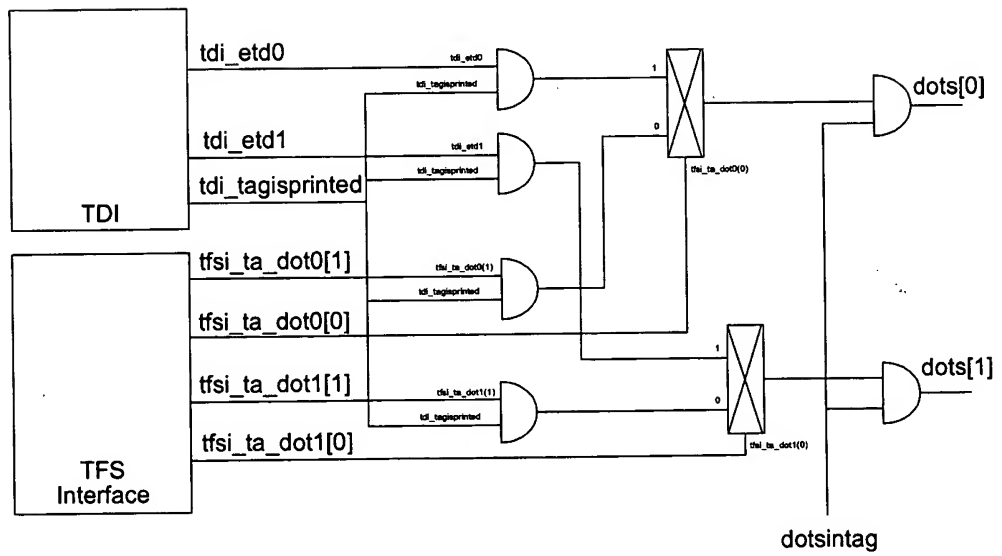 tdi_etd0
tdi_etd1
tdi_tagisprinted
TDI
tfsi_ta_dot0[1]
tfsi_ta_dot0[0]
tfsi_ta_dot1[1]
tfsi_ta_dot1[0]
TFS
Interface
tdi_etd0
tdi_tagisprinted
tdi_etd1
tdi_tagisprinted
tfsi_ta_dot0(1)
tdi_tagisprinted
tfsi_ta_dot1(1)
tdi_tagisprinted
1
0
tfsi_ta_dot0(0)
1
0
tfsi_ta_dot1(0)
dots[0]
dots[1]
dotsintag